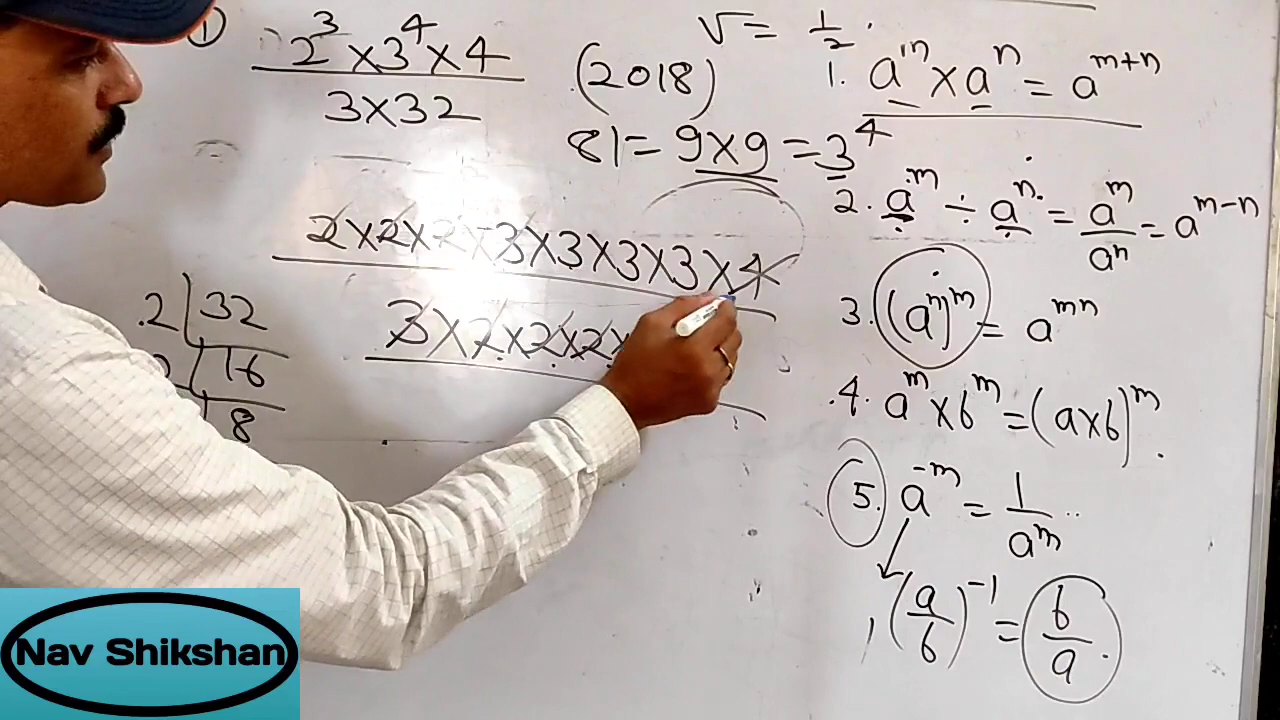 ①
2³×3⁴×4
3×32
(2018)
√ = 1/2
81 = 9×9 = 3⁴
2×2×2×3×3×3×3×4
3×2×2×2×
2 32
16
8
1. aᵐ × aⁿ = aᵐ⁺ⁿ
2. aᵐ ÷ aⁿ = aᵐ/aⁿ = aᵐ⁻ⁿ
3. (aⁿ)ᵐ = aᵐⁿ
4. aᵐ × bᵐ = (a×b)ᵐ
5. a⁻ᵐ = 1/aᵐ
(a/b)⁻¹ = b/a
Nav Shikshan